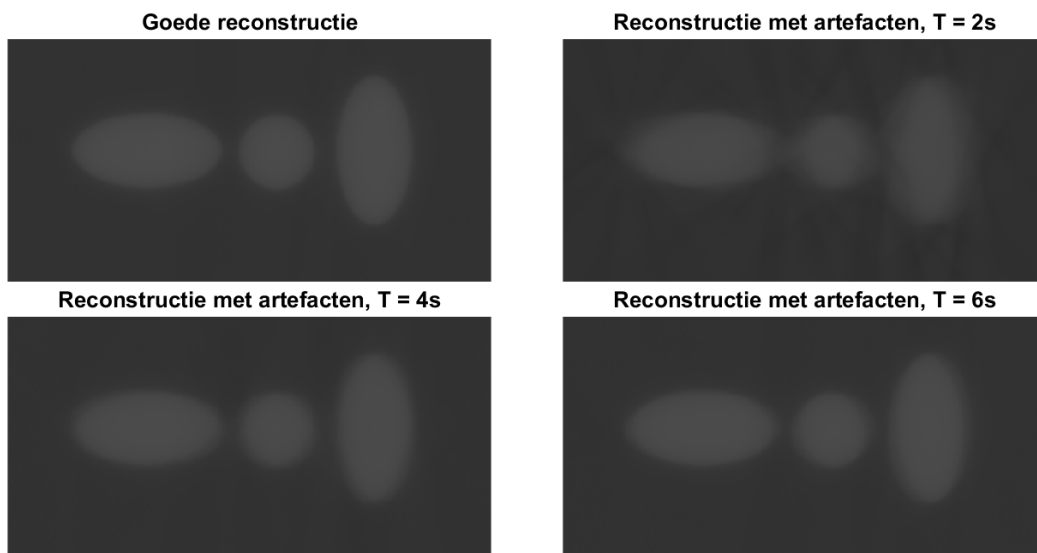 Goede reconstructie
Reconstructie met artefacten, T = 2s
Reconstructie met artefacten, T = 4s
Reconstructie met artefacten, T = 6s